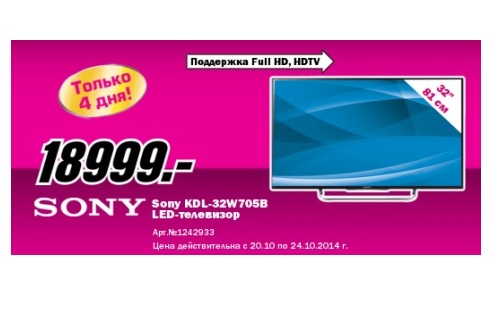 Поддержка Full HD, HDTV
Только
4 дня!
32"
81 см
18999.-
SONY
Sony KDL-32W705B
LED-телевизор
Арт.№1242933
Цена действительна с 20.10 по 24.10.2014 г.